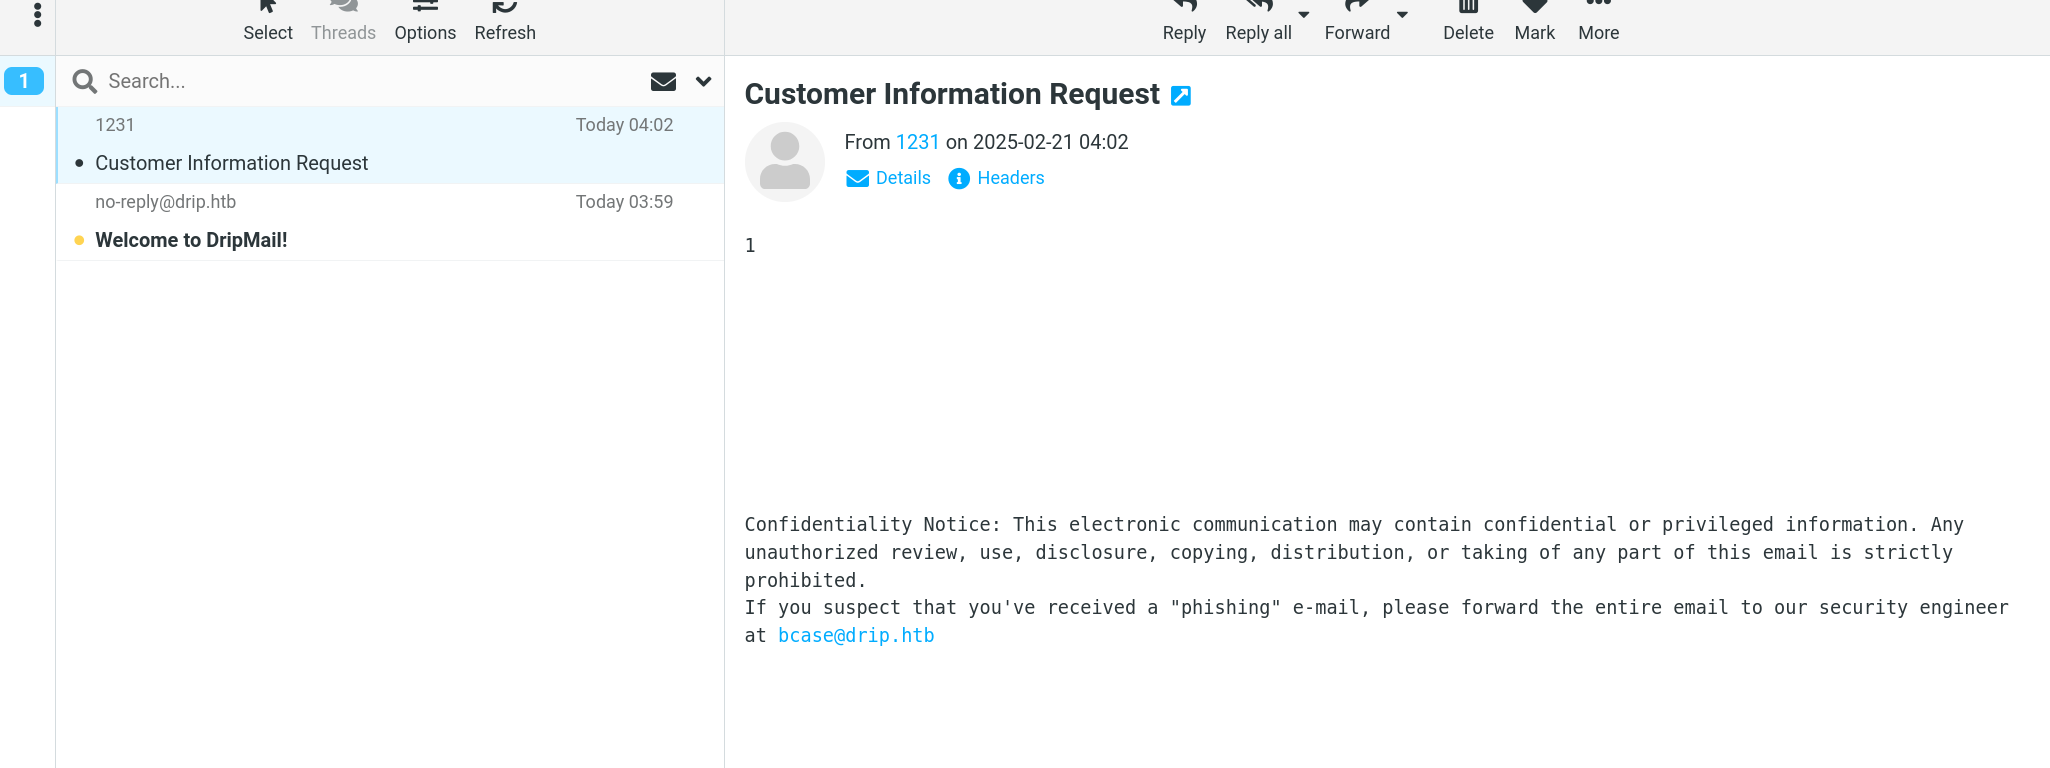 Select Threads Options Refresh
Reply Reply all Forward Delete Mark More
1
Search...
1231 Today 04:02
Customer Information Request
no-reply@drip.htb Today 03:59
Welcome to DripMail!
Customer Information Request
From 1231 on 2025-02-21 04:02
Details Headers
1
Confidentiality Notice: This electronic communication may contain confidential or privileged information. Any
unauthorized review, use, disclosure, copying, distribution, or taking of any part of this email is strictly
prohibited.
If you suspect that you've received a "phishing" e-mail, please forward the entire email to our security engineer
at bcase@drip.htb